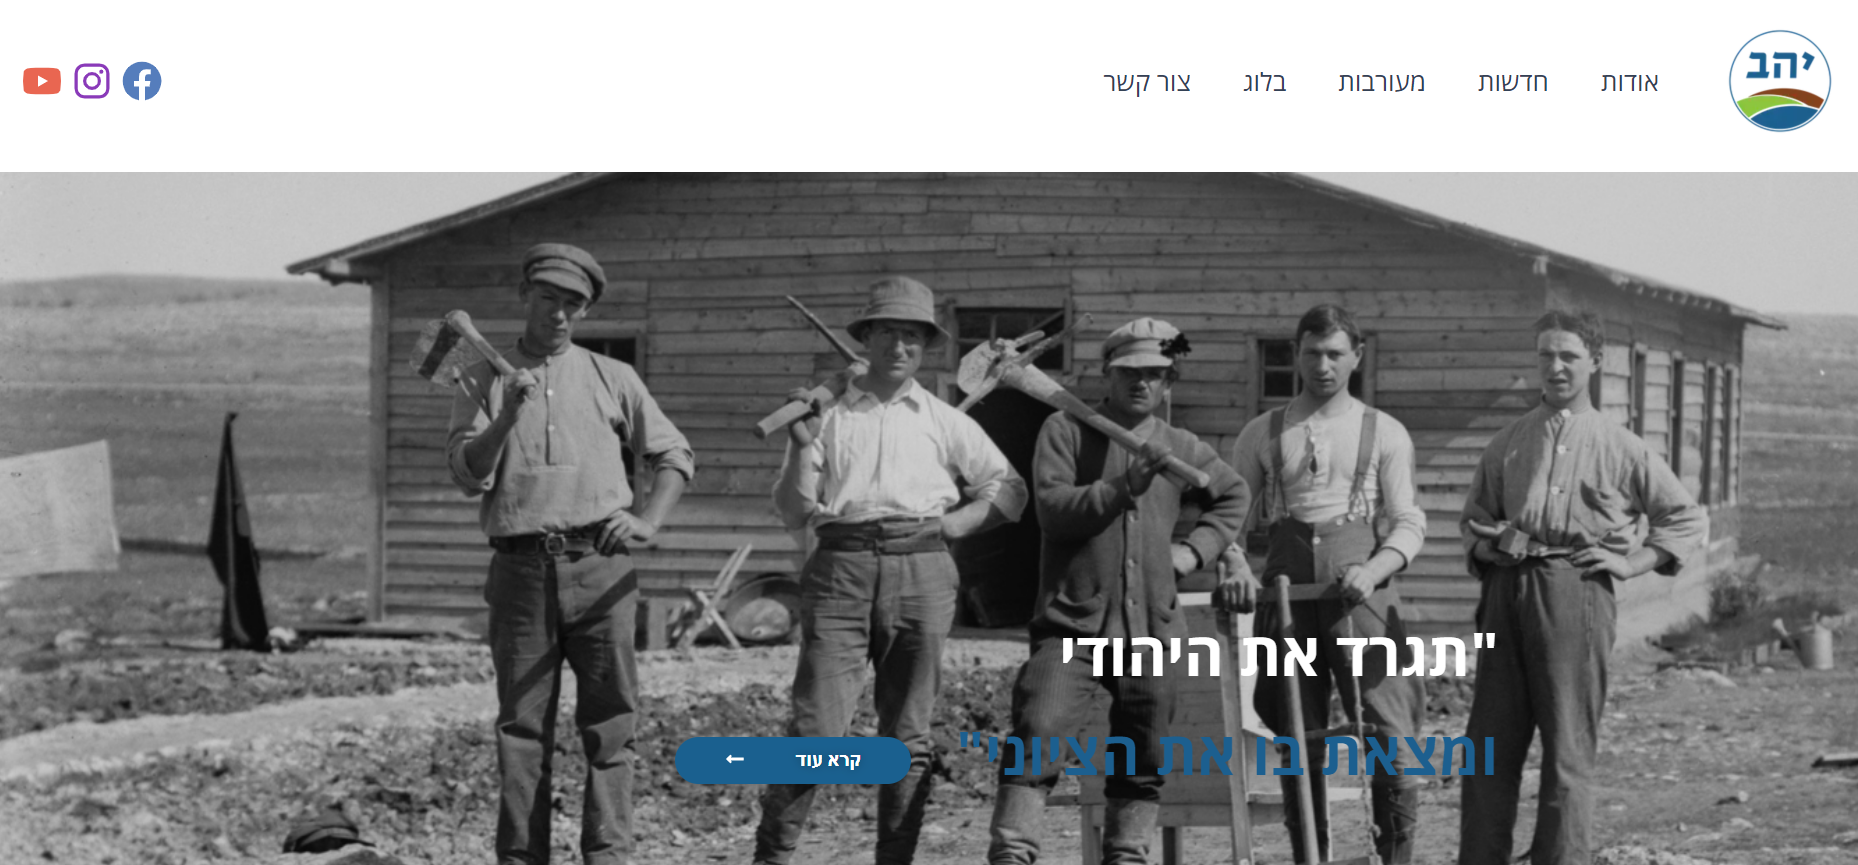 יהב
אודות
חדשות
מעורבות
בלוג
צור קשר
"תגרד את היהודי
ומצאת בו את הציוני"
קרא עוד